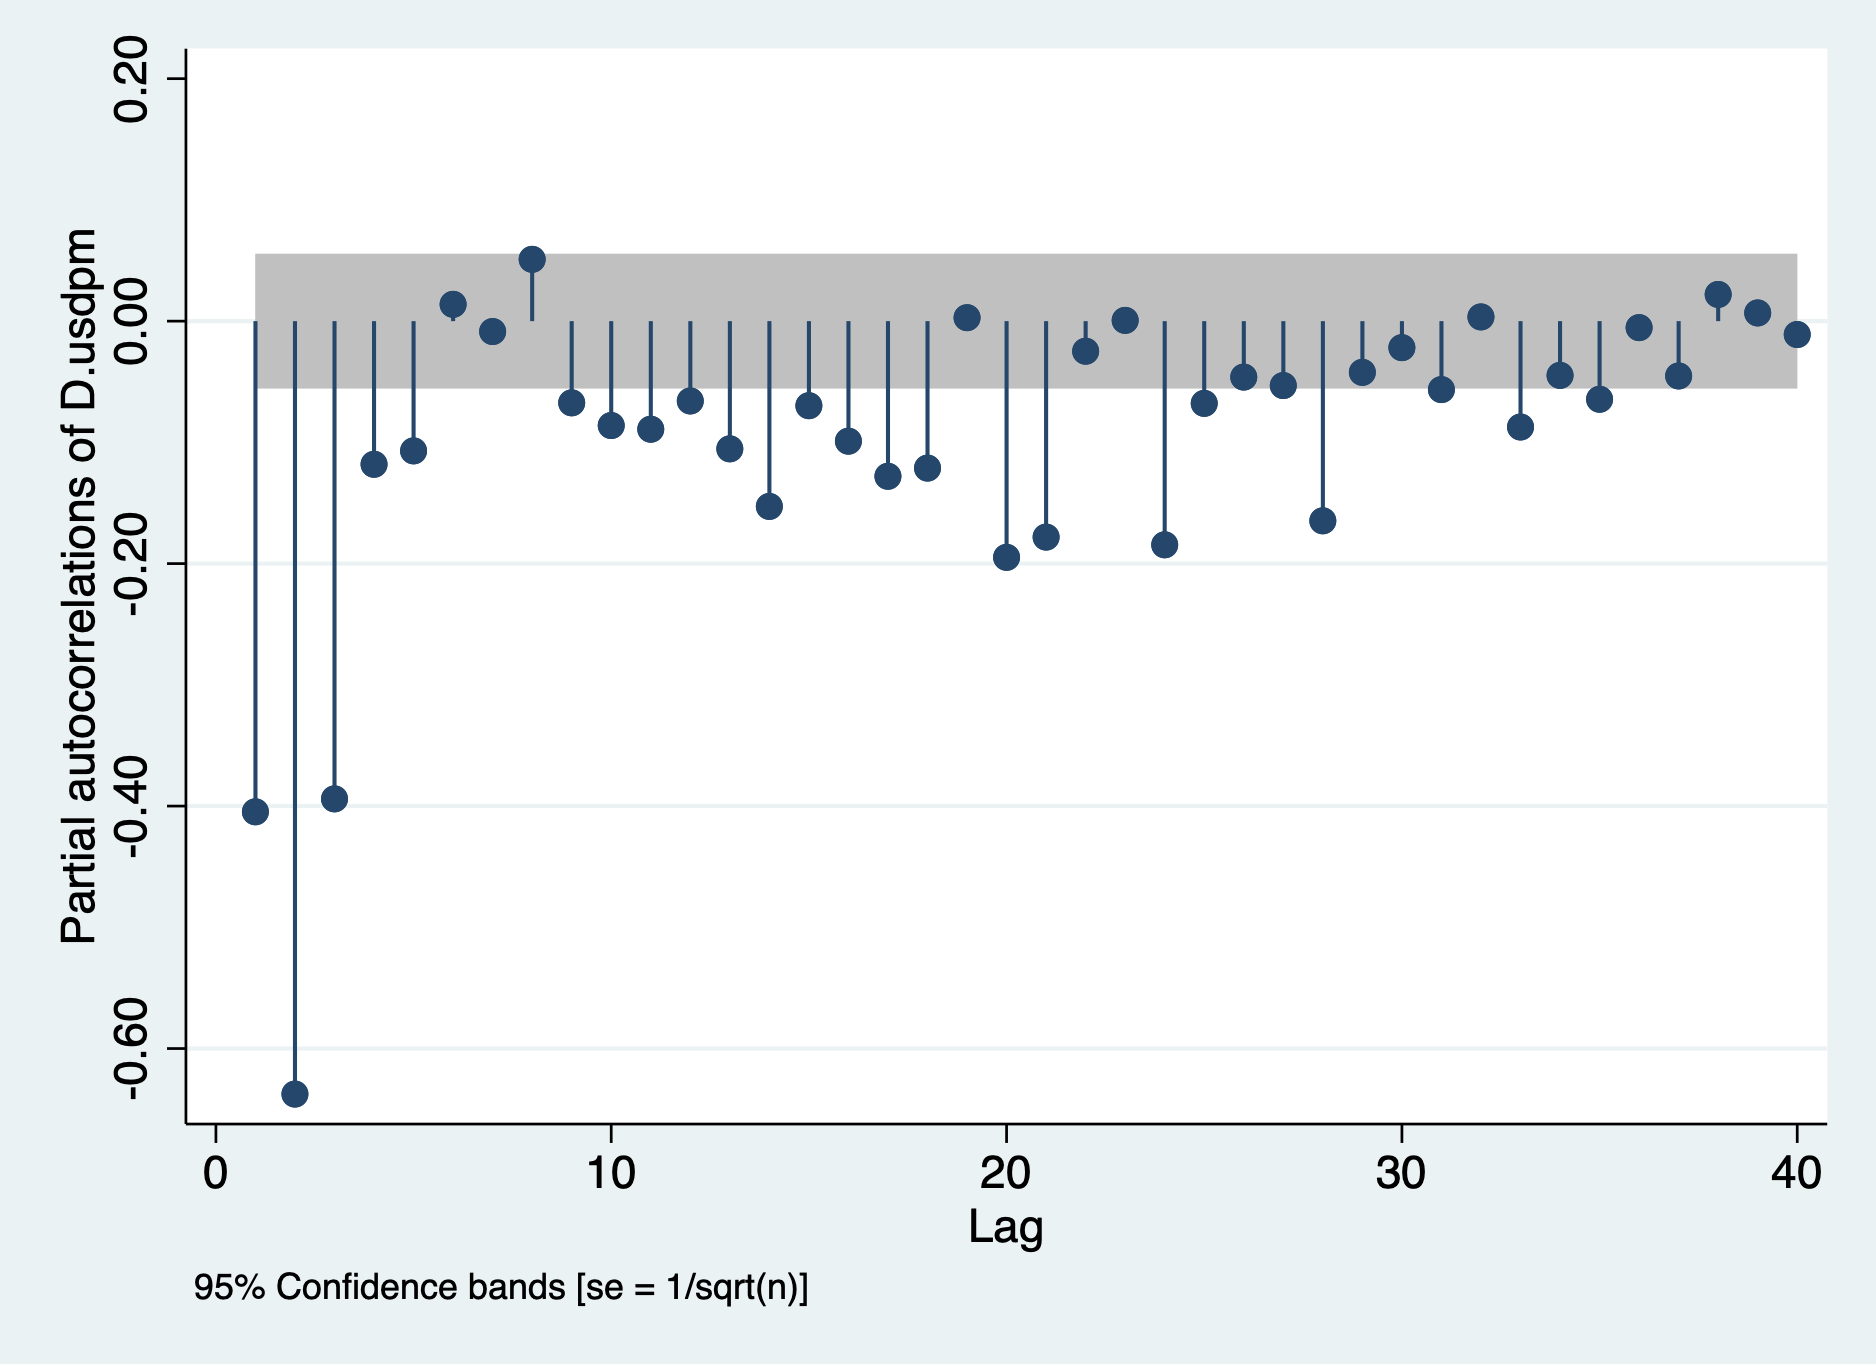 Partial autocorrelations of D.usdpm
0.20
0.00
-0.20
-0.40
-0.60
0 10 20 30 40
Lag
95% Confidence bands [se = 1/sqrt(n)]